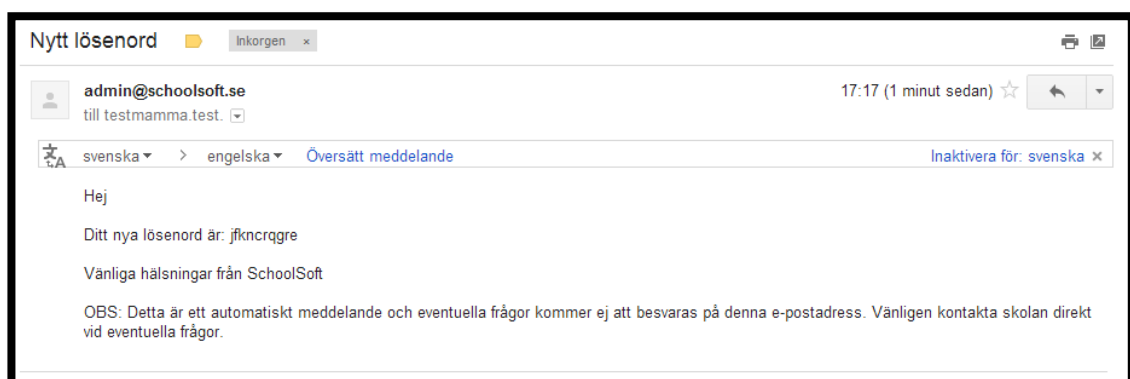 Nytt lösenord Inkorgen ×
admin@schoolsoft.se 17:17 (1 minut sedan)
till testmamma.test.
svenska > engelska Översätt meddelande Inaktivera för: svenska ×
Hej
Ditt nya lösenord är: jfkncrqgre
Vänliga hälsningar från SchoolSoft
OBS: Detta är ett automatiskt meddelande och eventuella frågor kommer ej att besvaras på denna e-postadress. Vänligen kontakta skolan direkt
vid eventuella frågor.